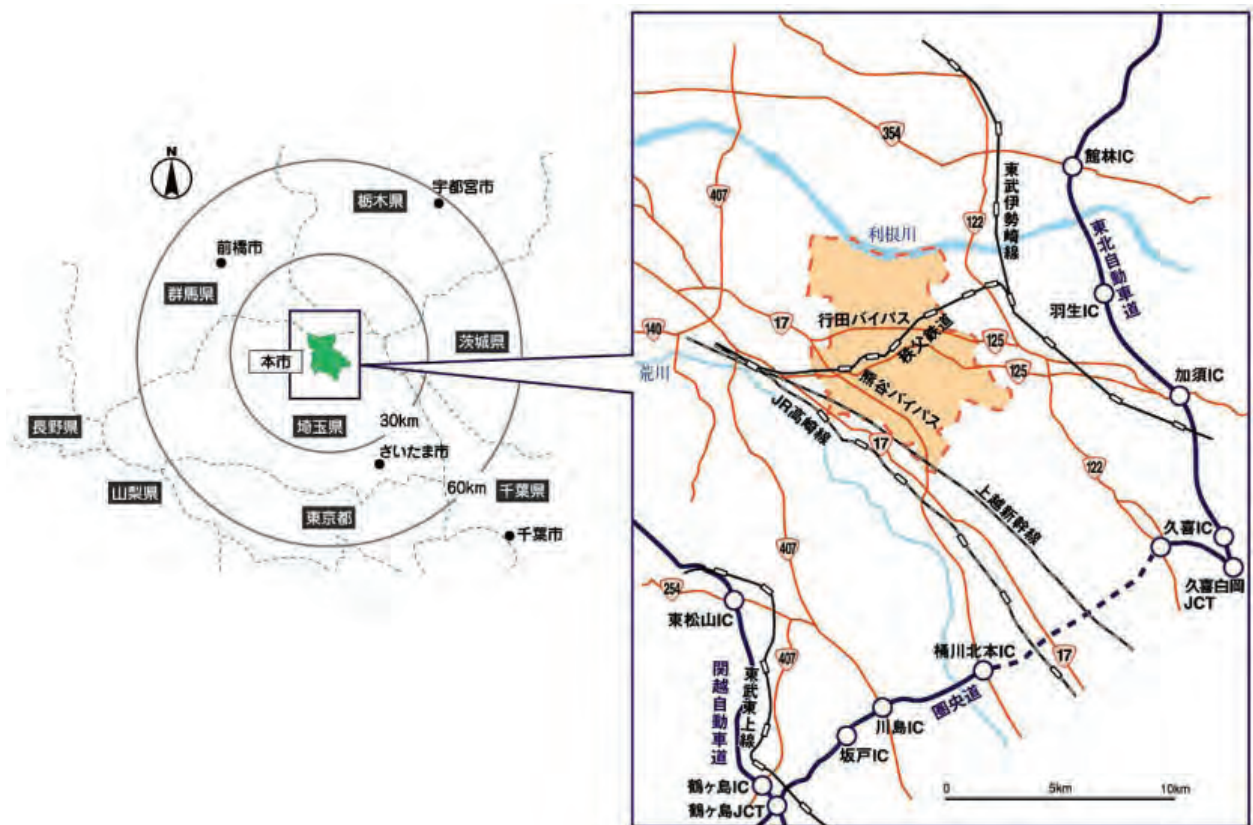 N
栃木県
宇都宮市
前橋市
群馬県
本市
茨城県
長野県
埼玉県
30km
さいたま市
山梨県
60km
千葉県
東京都
千葉市
354
館林IC
407
東武伊勢崎線
122
利根川
東北自動車道
羽生IC
17
行田バイパス
140
秩父鉄道
125
荒川
熊谷バイパス
125
加須IC
JR高崎線
17
122
上越新幹線
久喜IC
407
久喜白岡
JCT
254
東松山IC
桶川北本IC
17
407
関越自動車道
東武東上線
圏央道
川島IC
坂戸IC
鶴ヶ島IC
鶴ヶ島JCT
0
5km
10km